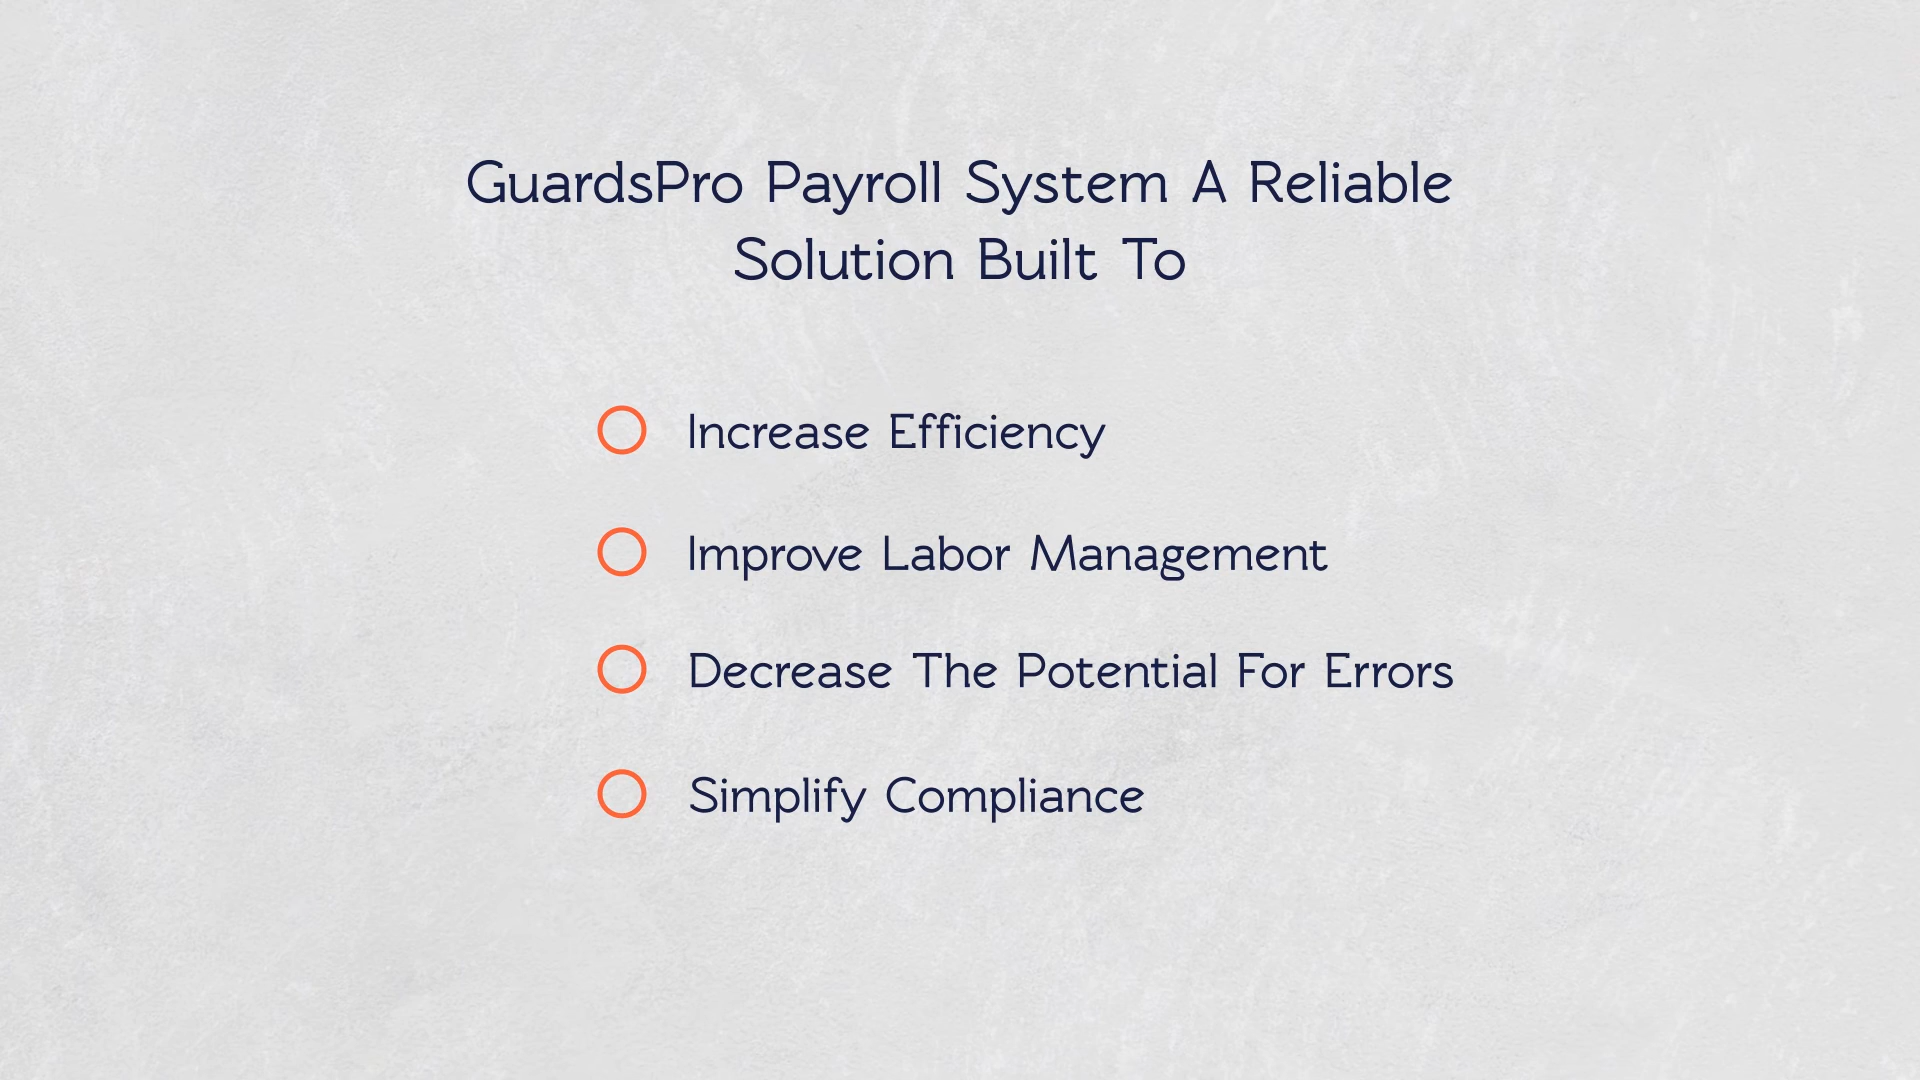 GuardsPro Payroll System A Reliable
Solution Built To
Increase Efficiency
Improve Labor Management
Decrease The Potential For Errors
Simplify Compliance